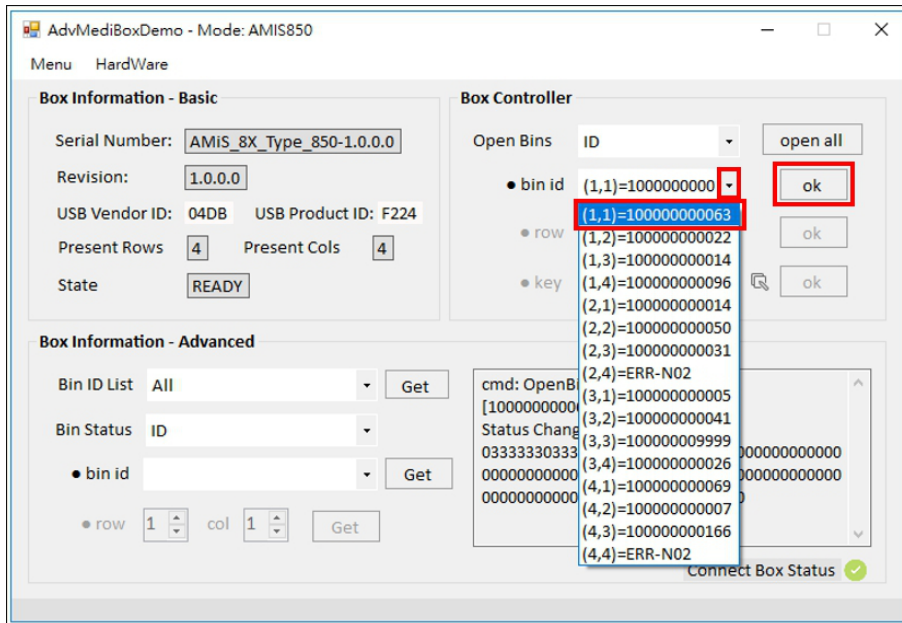 AdvMediBoxDemo - Mode: AMIS850
Menu HardWare
Box Information - Basic
Serial Number: AMiS_8X_Type_850-1.0.0.0
Revision: 1.0.0.0
USB Vendor ID: 04DB USB Product ID: F224
Present Rows 4 Present Cols 4
State READY
Box Controller
Open Bins ID open all
● bin id (1,1)=1000000000 ok
● row ok
● key ok
(1,1)=100000000063
(1,2)=100000000022
(1,3)=100000000014
(1,4)=100000000096
(2,1)=100000000014
(2,2)=100000000050
(2,3)=100000000031
(2,4)=ERR-N02
(3,1)=100000000005
(3,2)=100000000041
(3,3)=100000009999
(3,4)=100000000026
(4,1)=100000000069
(4,2)=100000000007
(4,3)=100000000166
(4,4)=ERR-N02
Box Information - Advanced
Bin ID List All Get
Bin Status ID
● bin id Get
● row 1 col 1 Get
cmd: OpenBi
Status Chang
Connect Box Status